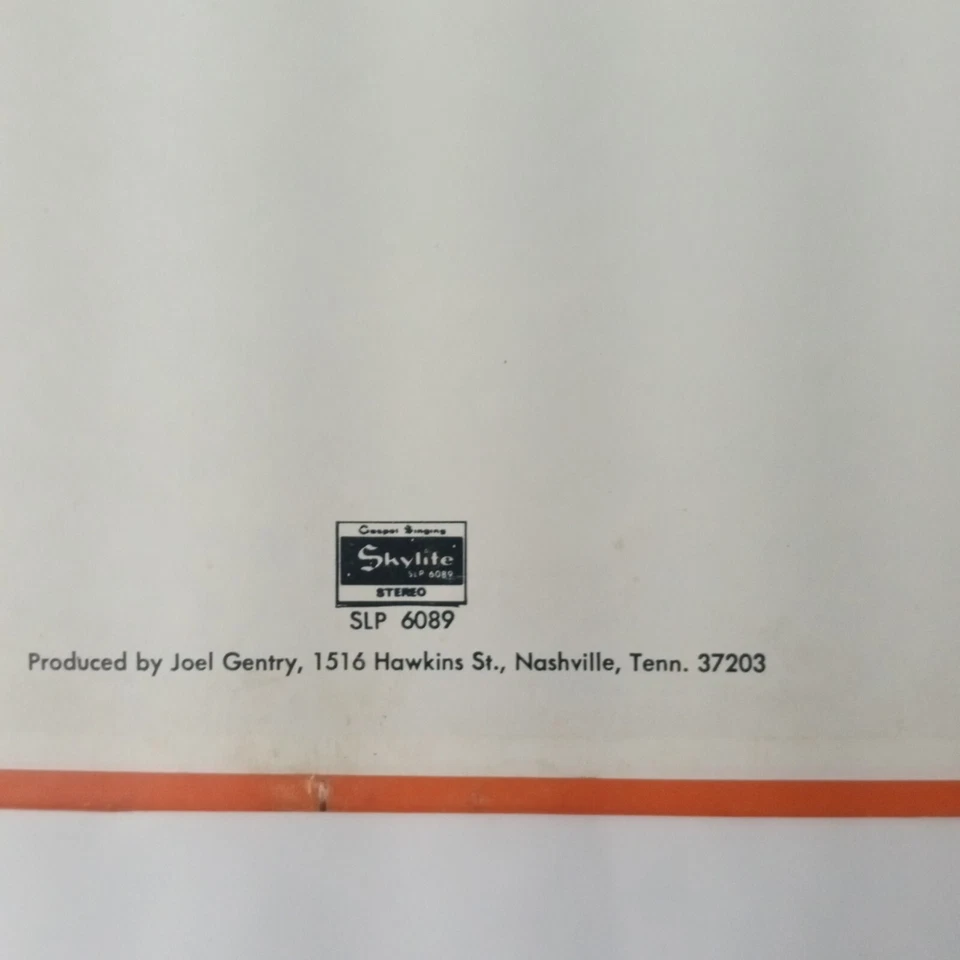 Gospel Singing
Skylite
SLP 6089
STEREO
SLP 6089
Produced by Joel Gentry, 1516 Hawkins St., Nashville, Tenn. 37203